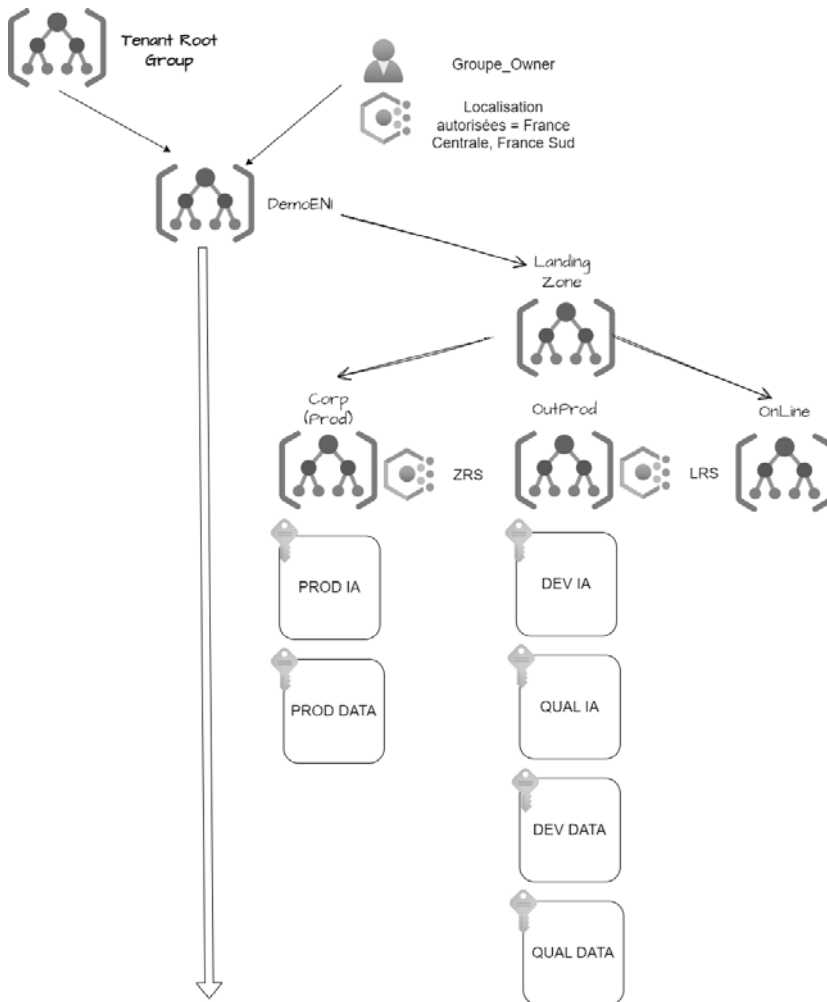 Tenant Root
Group
Groupe_Owner
Localisation
autorisées = France
Centrale, France Sud
DemoENi
Landing
Zone
Corp
(Prod)
OutProd
OnLine
ZRS
LRS
PROD IA
DEV IA
PROD DATA
QUAL IA
DEV DATA
QUAL DATA